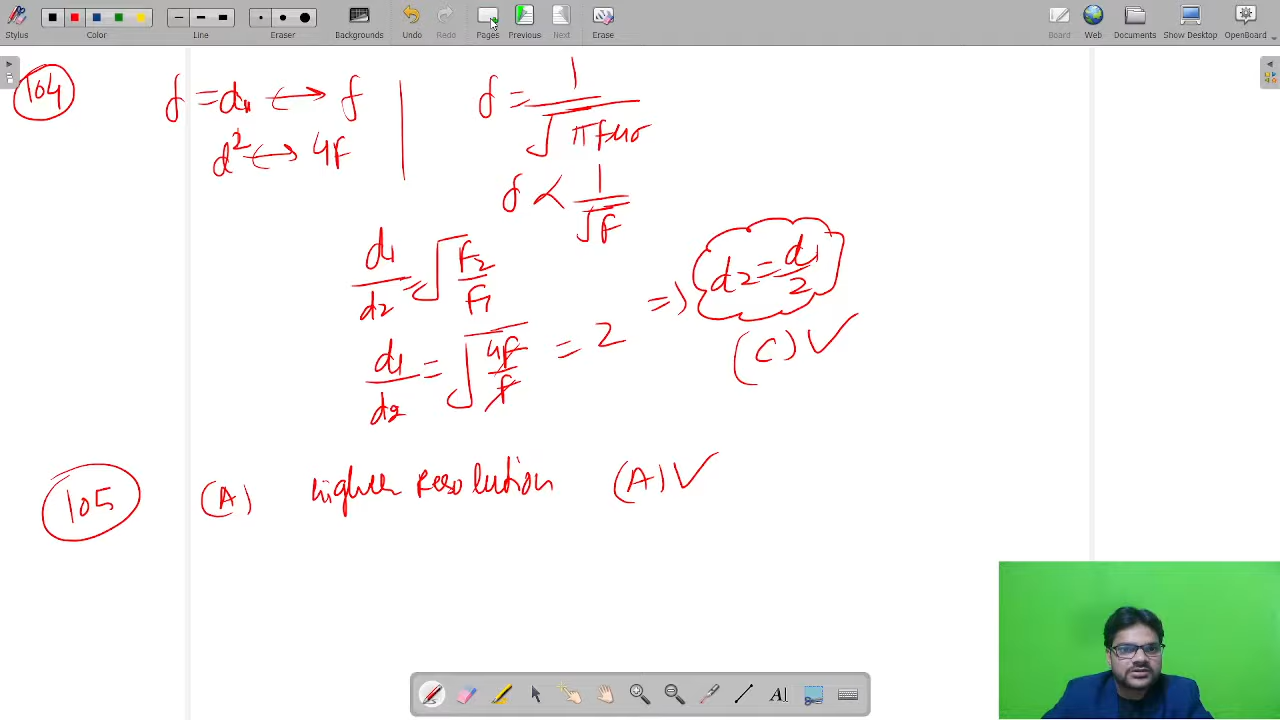 Stylus Color Line Eraser Backgrounds Undo Redo Pages Previous Next Erase Board Web Documents Show Desktop OpenBoard
104
δ = d₁ ↔ f
d2 ↔ 4f
δ = 1/√(πfμσ)
δ ∝ 1/√f
d1/d2 = √(F2/F1)
d1/d2 = √(4f/f) = 2 ⇒ d2 = d1/2
(C) ✓
105 (A) higher Resolution (A) ✓